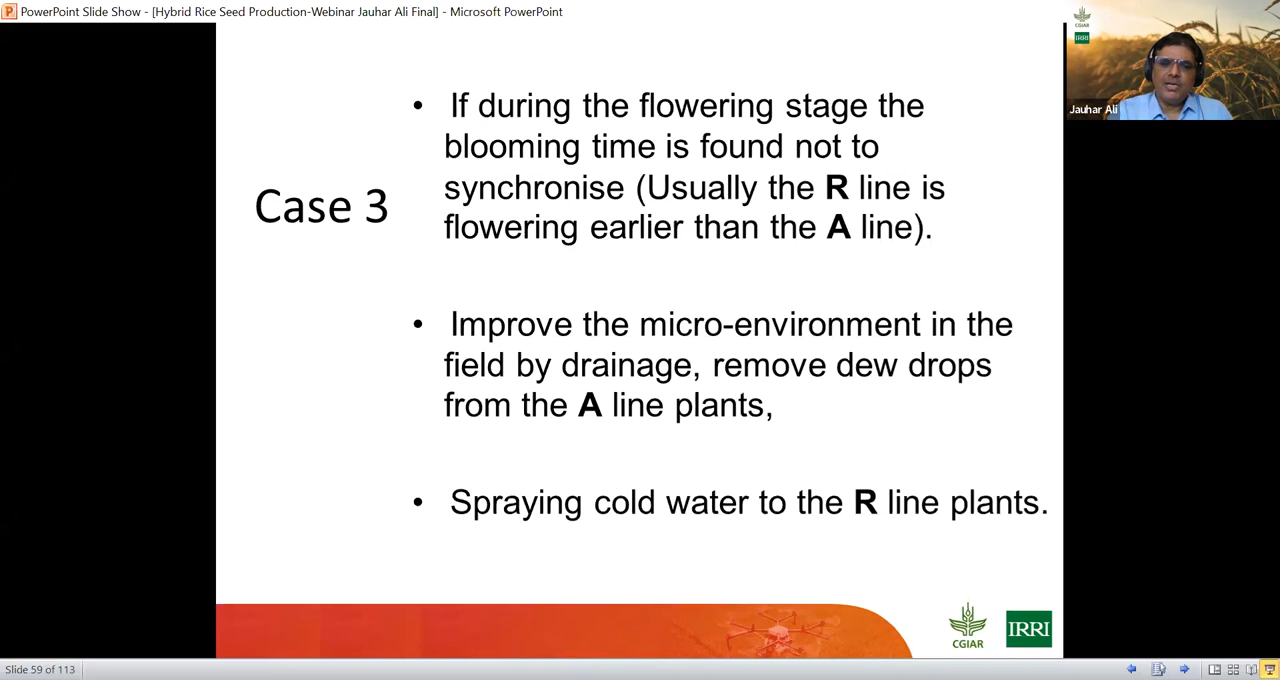 PowerPoint Slide Show - [Hybrid Rice Seed Production-Webinar Jauhar Ali Final] - Microsoft PowerPoint
CGIAR
IRRI
Jauhar Ali
Case 3
• If during the flowering stage the
blooming time is found not to
synchronise (Usually the R line is
flowering earlier than the A line).
• Improve the micro-environment in the
field by drainage, remove dew drops
from the A line plants,
• Spraying cold water to the R line plants.
CGIAR
IRRI
Slide 59 of 113